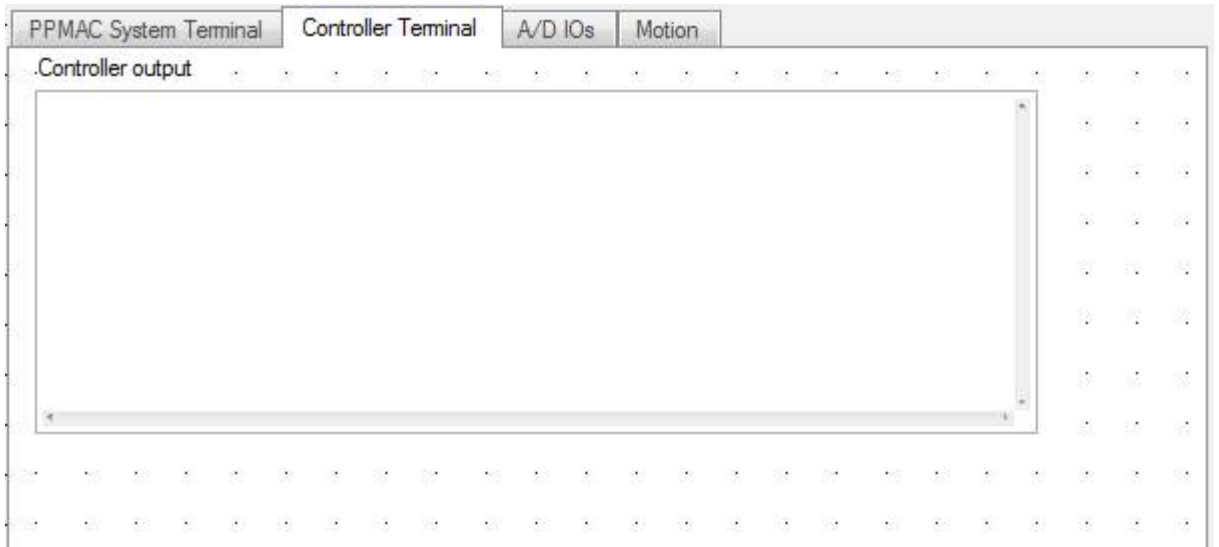 PPMAC System Terminal Controller Terminal A/D IOs Motion
Controller output